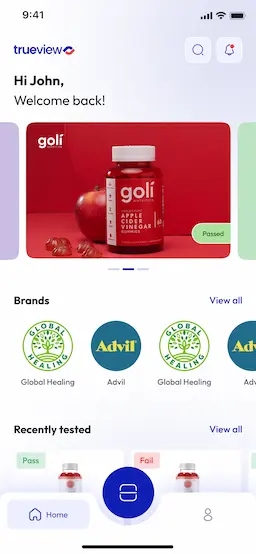 9:41
trueview
Hi John,
Welcome back!
goli
goli
APPLE
CIDER
VINEGAR
GUMMIES
Passed
Brands
View all
GLOBAL
HEALING
Advil
GLOBAL
HEALING
Adv
Global Healing
Advil
Global Healing
Adv
Recently tested
View all
Pass
Fail
Home